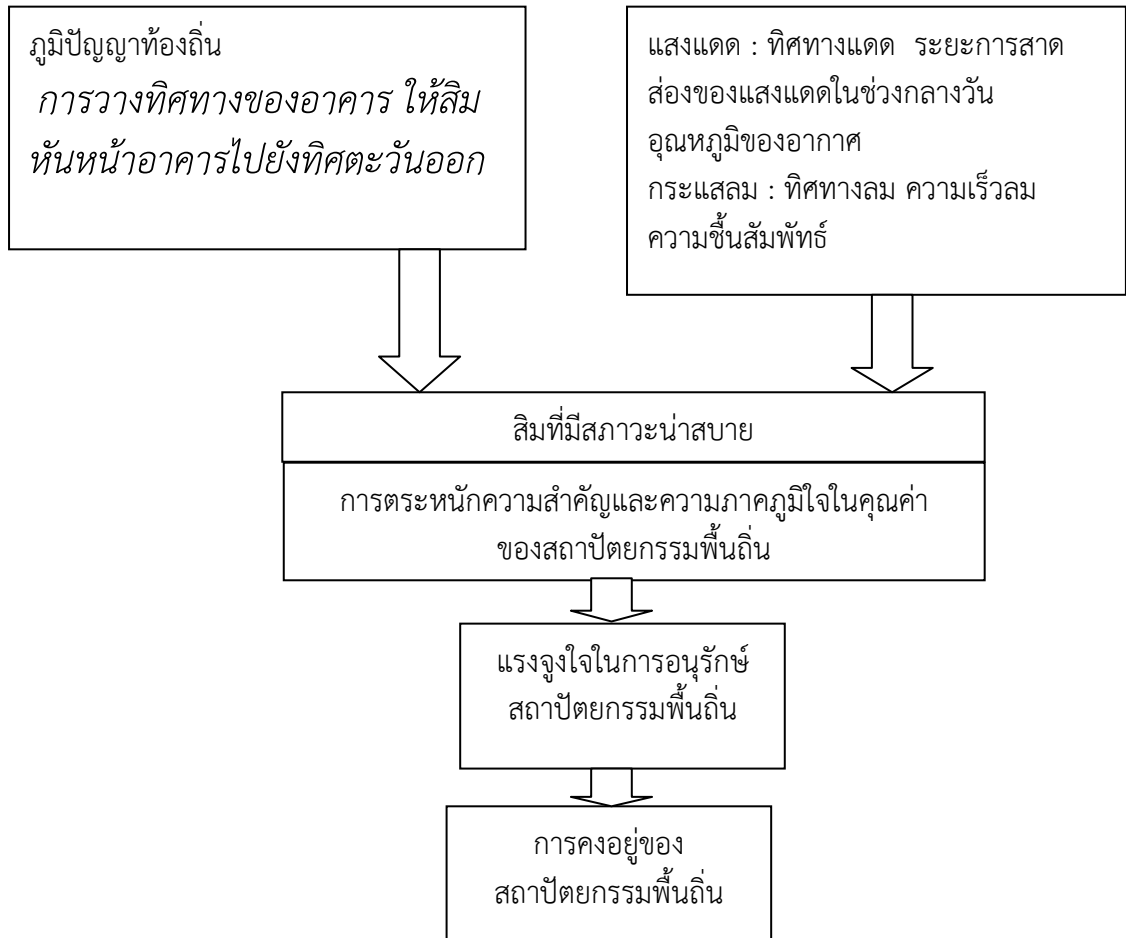 ภูมิปัญญาท้องถิ่น
การวางทิศทางของอาคาร ให้สิม
หันหน้าอาคารไปยังทิศตะวันออก
แสงแดด : ทิศทางแดด ระยะการสาด
ส่องของแสงแดดในช่วงกลางวัน
อุณหภูมิของอากาศ
กระแสลม : ทิศทางลม ความเร็วลม
ความชื้นสัมพัทธ์
สิมที่มีสภาวะน่าสบาย
การตระหนักความสำคัญและความภาคภูมิใจในคุณค่า
ของสถาปัตยกรรมพื้นถิ่น
แรงจูงใจในการอนุรักษ์
สถาปัตยกรรมพื้นถิ่น
การคงอยู่ของ
สถาปัตยกรรมพื้นถิ่น